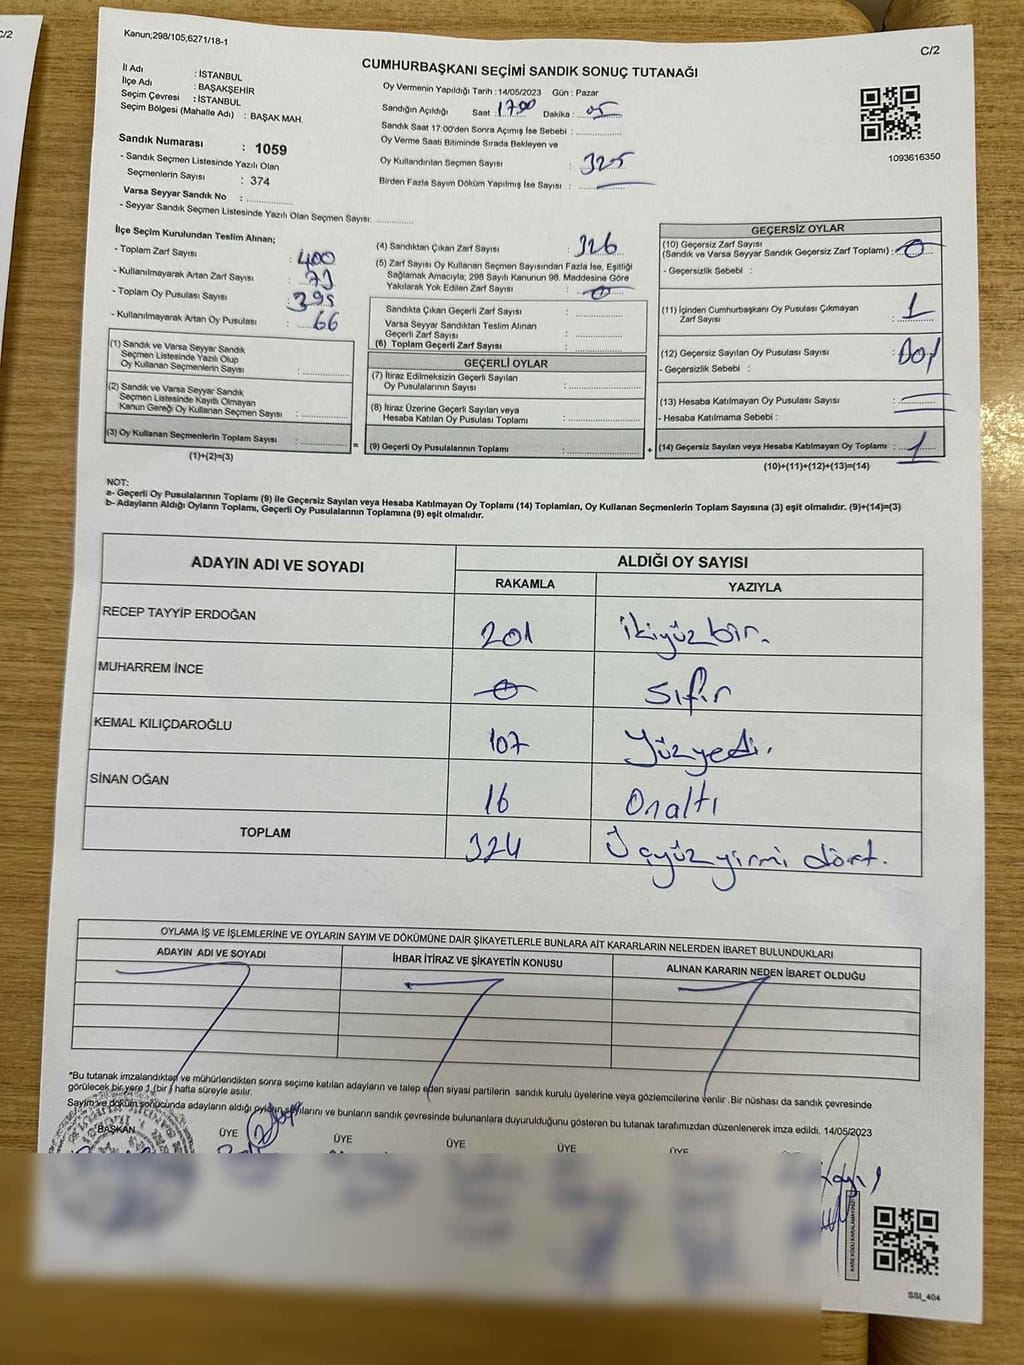 C/2
Kanun;298/105;6271/18-1
C/2
CUMHURBAŞKANI SEÇİMİ SANDIK SONUÇ TUTANAĞI
İl Adı : İSTANBUL
İlçe Adı : BAŞAKŞEHİR
Seçim Çevresi : İSTANBUL
Seçim Bölgesi (Mahalle Adı) : BAŞAK MAH.
Sandık Numarası : 1059
- Sandık Seçmen Listesinde Yazılı Olan
Seçmenlerin Sayısı : 374
Varsa Seyyar Sandık No : ..............
- Seyyar Sandık Seçmen Listesinde Yazılı Olan Seçmen Sayısı: ............
Oy Vermenin Yapıldığı Tarih : 14/05/2023 Gün : Pazar
Sandığın Açıldığı Saat : 17.00 Dakika : 05
Sandık Saat 17:00'den Sonra Açımış İse Sebebi : ..............
Oy Verme Saati Bitiminde Sırada Bekleyen ve
Oy Kullandırılan Seçmen Sayısı : 325
Birden Fazla Sayım Döküm Yapılmış İse Sayısı : ..............
1093616350
İlçe Seçim Kurulundan Teslim Alınan;
- Toplam Zarf Sayısı : 400
- Kullanılmayarak Artan Zarf Sayısı :
- Toplam Oy Pusulası Sayısı : 395
- Kullanılmayarak Artan Oy Pusulası : 66
(1) Sandık ve Varsa Seyyar Sandık
Seçmen Listesinde Yazılı Olup
Oy Kullanan Seçmenlerin Sayısı : ..............
(2) Sandık ve Varsa Seyyar Sandık
Seçmen Listesinde Kayıtlı Olmayan
Kanun Gereği Oy Kullanan Seçmen Sayısı : ..............
(3) Oy Kullanan Seçmenlerin Toplam Sayısı : ..............
(1)+(2)=(3)
=
(4) Sandıktan Çıkan Zarf Sayısı : 326
(5) Zarf Sayısı Oy Kullanan Seçmen Sayısından Fazla İse, Eşitliği
Sağlamak Amacıyla; 298 Sayılı Kanunun 98. Maddesine Göre
Yakılarak Yok Edilen Zarf Sayısı : 0
Sandıkta Çıkan Geçerli Zarf Sayısı : ..............
Varsa Seyyar Sandıktan Teslim Alınan
Geçerli Zarf Sayısı : ..............
(6) Toplam Geçerli Zarf Sayısı : ..............
GEÇERLİ OYLAR
(7) İtiraz Edilmeksizin Geçerli Sayılan
Oy Pusulalarının Sayısı : ..............
(8) İtiraz Üzerine Geçerli Sayılan veya
Hesaba Katılan Oy Pusulası Toplamı : ..............
(9) Geçerli Oy Pusulalarının Toplamı : ..............
+
GEÇERSİZ OYLAR
(10) Geçersiz Zarf Sayısı
(Sandık ve Varsa Seyyar Sandık Geçersiz Zarf Toplamı) : 0
- Geçersizlik Sebebi :
(11) İçinden Cumhurbaşkanı Oy Pusulası Çıkmayan
Zarf Sayısı : 1
(12) Geçersiz Sayılan Oy Pusulası Sayısı :
- Geçersizlik Sebebi :
(13) Hesaba Katılmayan Oy Pusulası Sayısı :
- Hesaba Katılmama Sebebi :
(14) Geçersiz Sayılan veya Hesaba Katılmayan Oy Toplamı : 1
(10)+(11)+(12)+(13)=(14)
NOT:
a- Geçerli Oy Pusulalarının Toplamı (9) ile Geçersiz Sayılan veya Hesaba Katılmayan Oy Toplamı (14) Toplamları, Oy Kullanan Seçmenlerin Toplam Sayısına (3) eşit olmalıdır. (9)+(14)=(3)
b- Adayların Aldığı Oyların Toplamı, Geçerli Oy Pusulalarının Toplamına (9) eşit olmalıdır.
ADAYIN ADI VE SOYADI ALDIĞI OY SAYISI
RAKAMLA YAZIYLA
RECEP TAYYİP ERDOĞAN 201 ikiyüzbir.
MUHARREM İNCE 0 sıfır
KEMAL KILIÇDAROĞLU 107 Yüzyedi.
SİNAN OĞAN 16 Onaltı
TOPLAM 324 Üçyüzyirmi dört.
OYLAMA İŞ VE İŞLEMLERİNE VE OYLARIN SAYIM VE DÖKÜMÜNE DAİR ŞİKAYETLERLE BUNLARA AİT KARARLARIN NELERDEN İBARET BULUNDUKLARI
ADAYIN ADI VE SOYADI İHBAR İTİRAZ VE ŞİKAYETİN KONUSU ALINAN KARARIN NEDEN İBARET OLDUĞU
*Bu tutanak imzalandıktan ve mühürlendikten sonra seçime katılan adayların ve talep eden siyasi partilerin sandık kurulu üyelerine veya gözlemcilerine verilir .Bir nüshası da sandık çevresinde
görülecek bir yere 1 (bir ) hafta süreyle asılır.
Sayım ve döküm sonucunda adayların aldığı oyların sayılarını ve bunların sandık çevresinde bulunanlara duyurulduğunu gösteren bu tutanak tarafımızdan düzenlenerek imza edildi. 14/05/2023
BAŞKAN ÜYE ÜYE ÜYE ÜYE ÜYE
KARE KODU KARALAMAYINIZ!
SSI_404